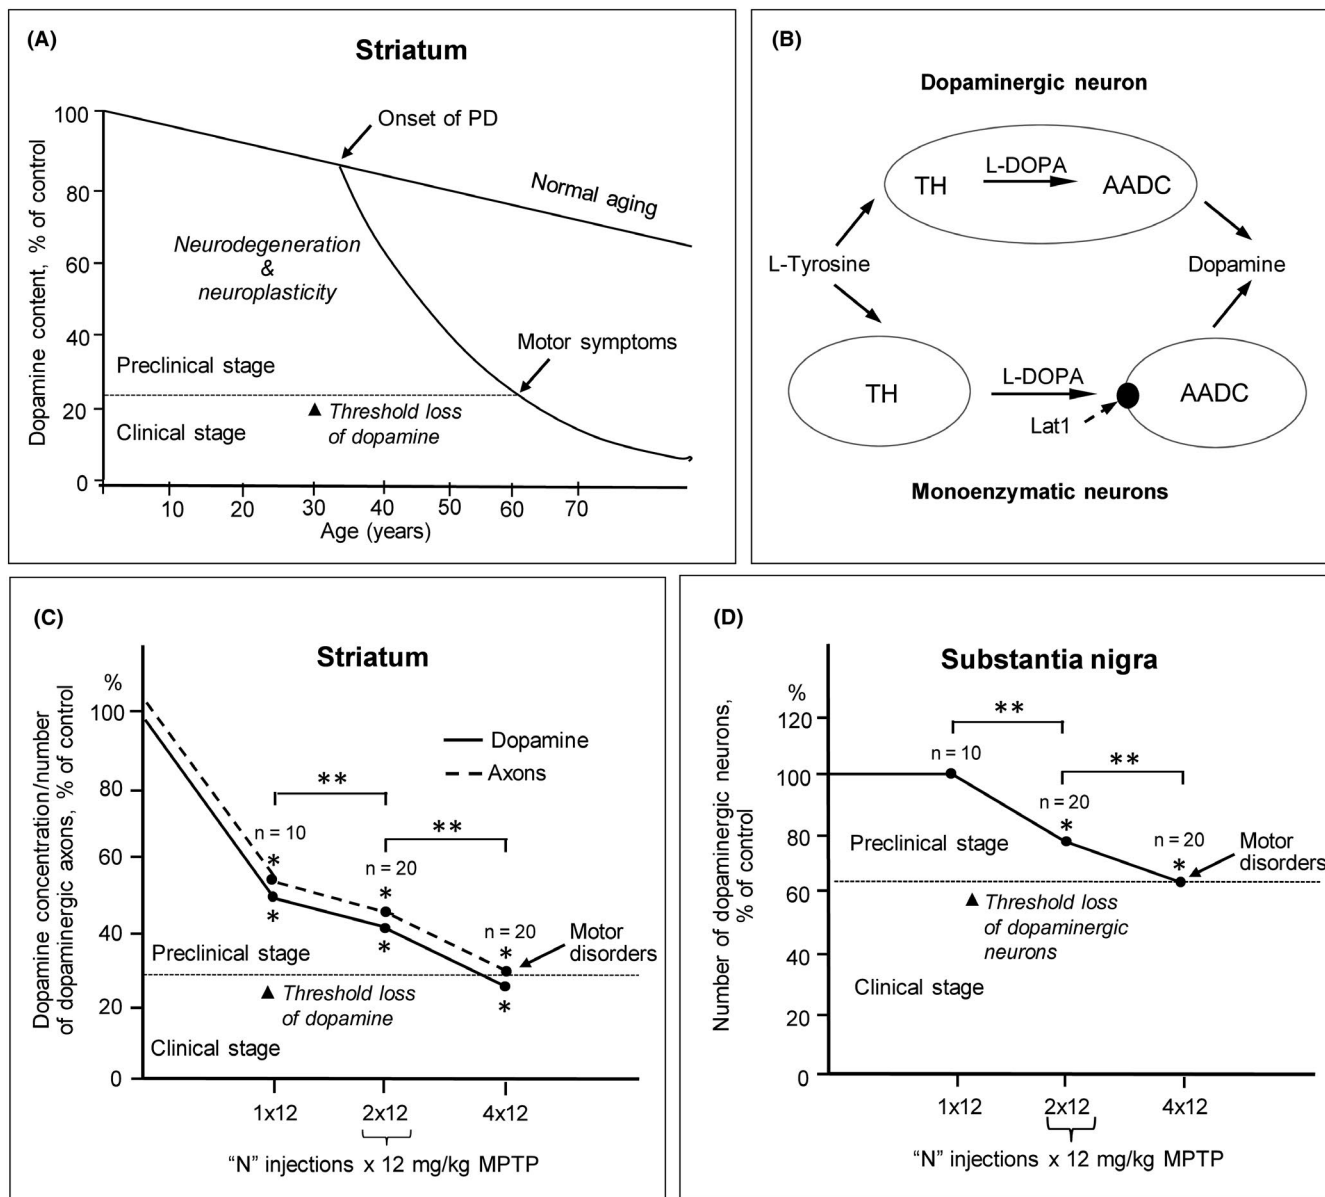 (A)
Striatum
Dopamine content, % of control
100
80
60
40
20
0
Onset of PD
Normal aging
Neurodegeneration
&
neuroplasticity
Motor symptoms
Preclinical stage
▲ Threshold loss
of dopamine
Clinical stage
10 20 30 40 50 60 70
Age (years)
(B)
Dopaminergic neuron
TH L-DOPA AADC
L-Tyrosine
Dopamine
TH L-DOPA AADC
Lat1
Monoenzymatic neurons
(C)
Striatum
Dopamine concentration/number
of dopaminergic axons, % of control
%
100
80
60
40
20
0
Dopamine
Axons
**
**
n = 10
n = 20
n = 20
*
*
*
*
*
*
Motor
disorders
Preclinical stage
▲ Threshold loss
of dopamine
Clinical stage
1x12 2x12 4x12
“N” injections x 12 mg/kg MPTP
(D)
Substantia nigra
Number of dopaminergic neurons,
% of control
%
120
100
80
60
40
20
0
**
**
n = 10
n = 20
n = 20
*
*
Motor
disorders
Preclinical stage
▲ Threshold loss
of dopaminergic
neurons
Clinical stage
1x12 2x12 4x12
“N” injections x 12 mg/kg MPTP